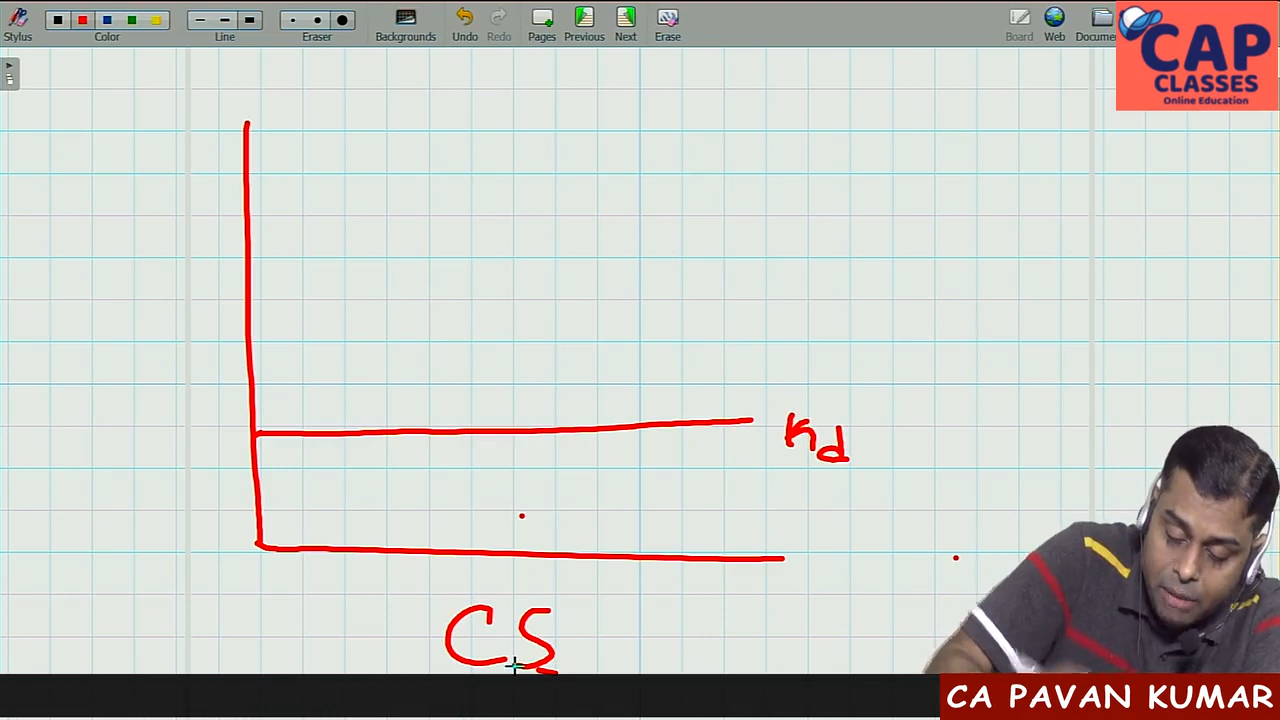 Stylus Color Line Eraser Backgrounds Undo Redo Pages Previous Next Erase Board Web
CAP
CLASSES
Online Education
Kd
CS
CA PAVAN KUMAR